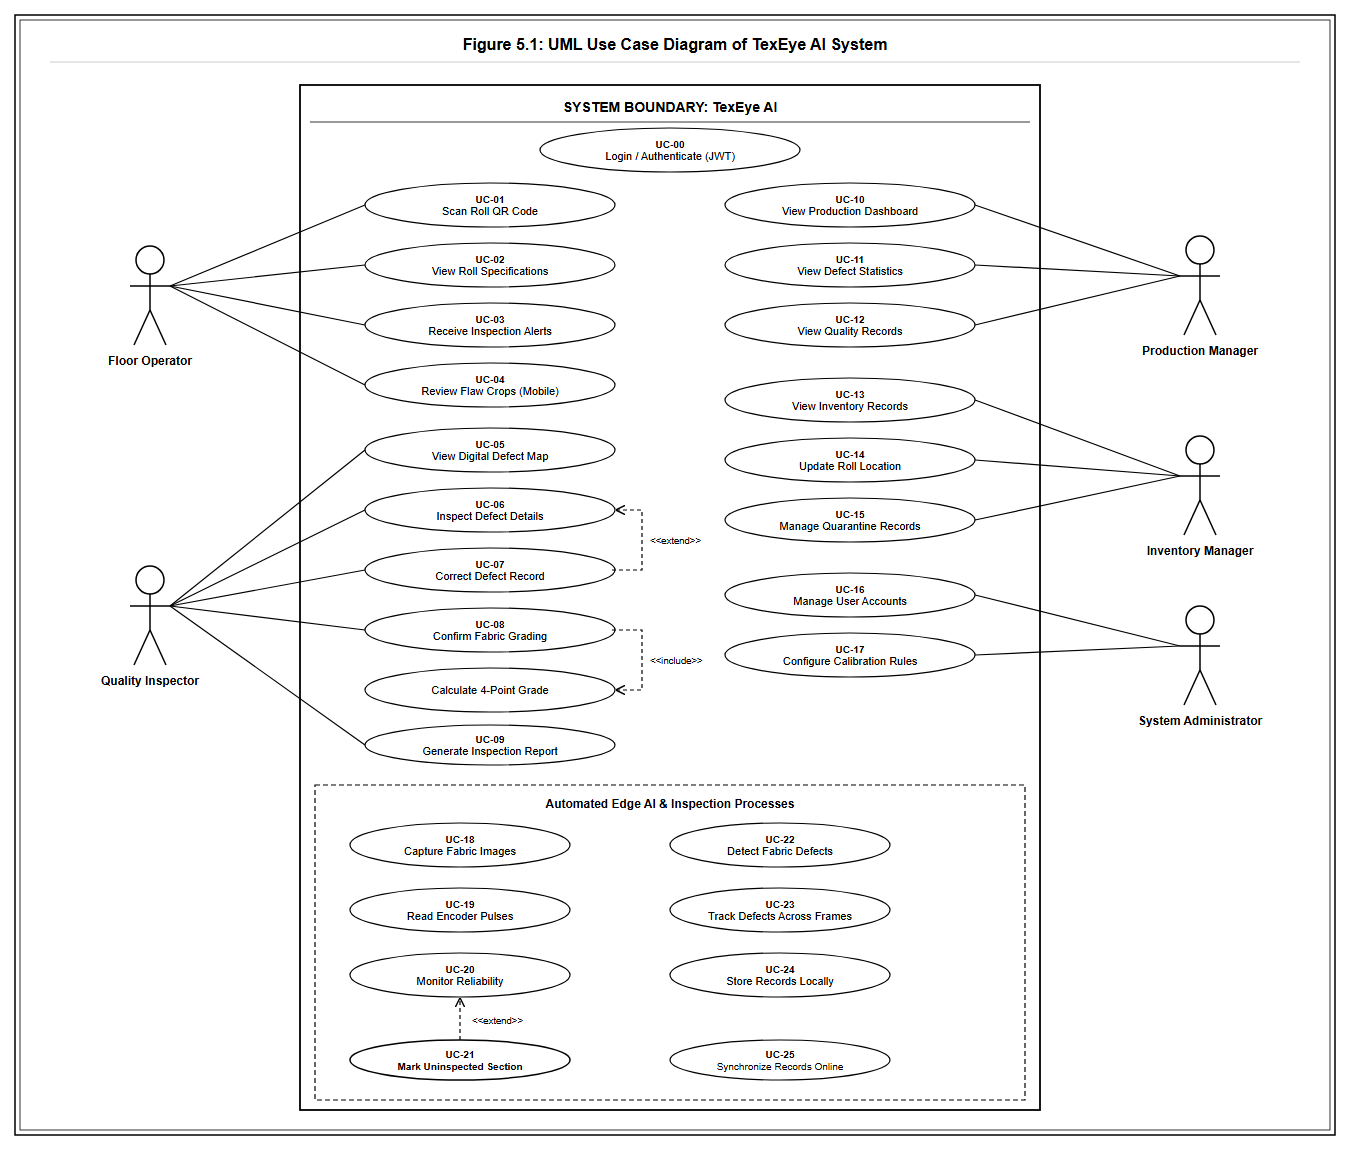 Figure 5.1: UML Use Case Diagram of TexEye AI System
SYSTEM BOUNDARY: TexEye AI
UC-00
Login / Authenticate (JWT)
UC-01
Scan Roll QR Code
UC-02
View Roll Specifications
UC-03
Receive Inspection Alerts
UC-04
Review Flaw Crops (Mobile)
Floor Operator
UC-05
View Digital Defect Map
UC-06
Inspect Defect Details
<<extend>>
UC-07
Correct Defect Record
UC-08
Confirm Fabric Grading
<<include>>
Calculate 4-Point Grade
UC-09
Generate Inspection Report
Quality Inspector
UC-10
View Production Dashboard
UC-11
View Defect Statistics
UC-12
View Quality Records
Production Manager
UC-13
View Inventory Records
UC-14
Update Roll Location
UC-15
Manage Quarantine Records
Inventory Manager
UC-16
Manage User Accounts
UC-17
Configure Calibration Rules
System Administrator
Automated Edge AI & Inspection Processes
UC-18
Capture Fabric Images
UC-19
Read Encoder Pulses
UC-20
Monitor Reliability
<<extend>>
UC-21
Mark Uninspected Section
UC-22
Detect Fabric Defects
UC-23
Track Defects Across Frames
UC-24
Store Records Locally
UC-25
Synchronize Records Online